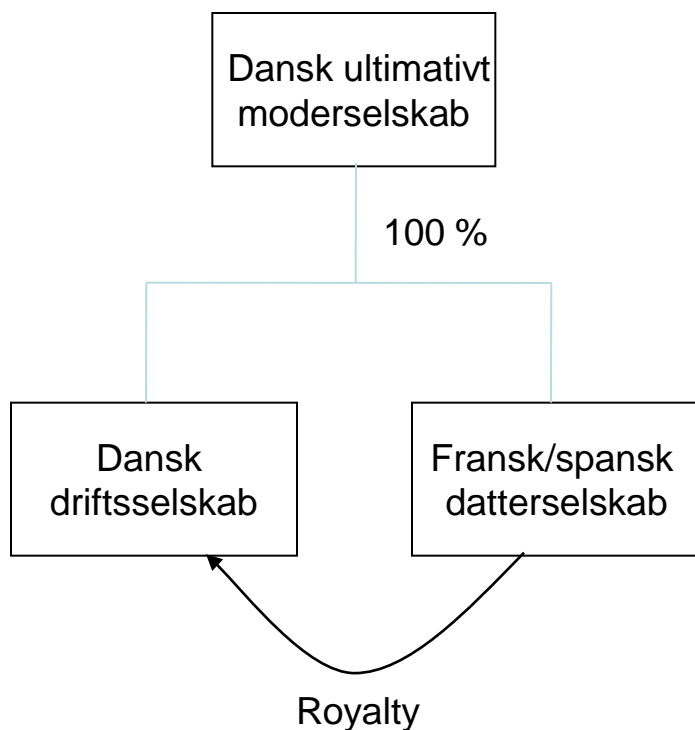 Dansk ultimativt
moderselskab
100 %
Dansk
driftsselskab
Fransk/spansk
datterselskab
Royalty